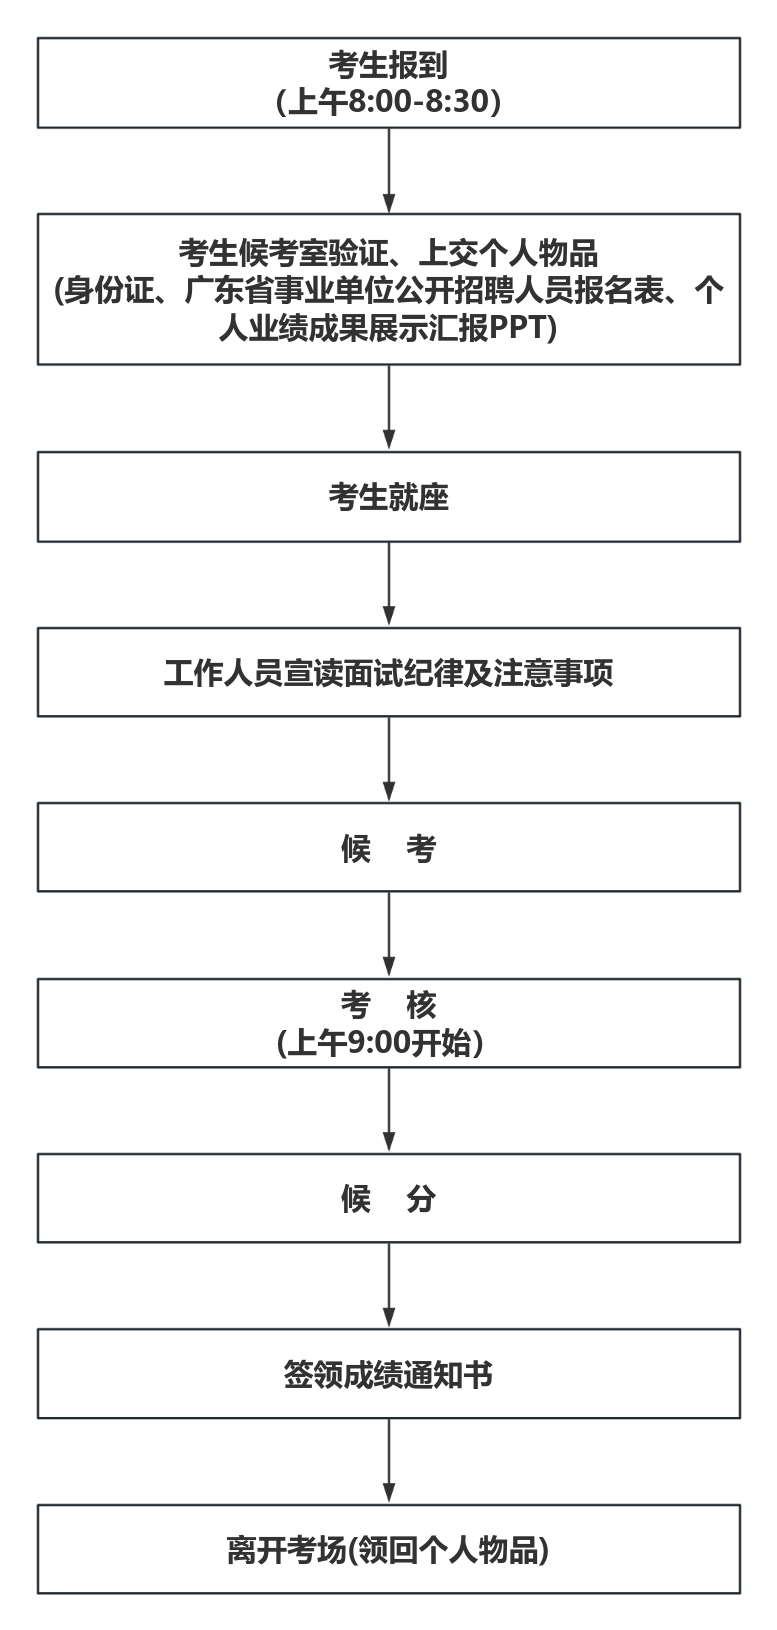 考生报到
(上午8:00-8:30)
考生候考室验证、上交个人物品
(身份证、广东省事业单位公开招聘人员报名表、个
人业绩成果展示汇报PPT)
考生就座
工作人员宣读面试纪律及注意事项
候 考
考 核
(上午9:00开始)
候 分
签领成绩通知书
离开考场(领回个人物品)